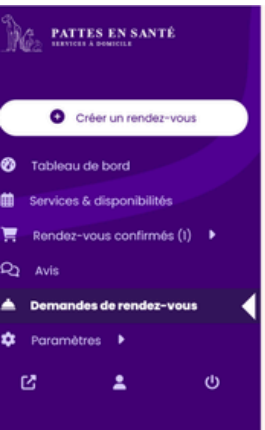 PATTES EN SANTÉ
SERVICES À DOMICILE
Créer un rendez-vous
Tableau de bord
Services & disponibilités
Rendez-vous confirmés (1)
Avis
Demandes de rendez-vous
Paramètres